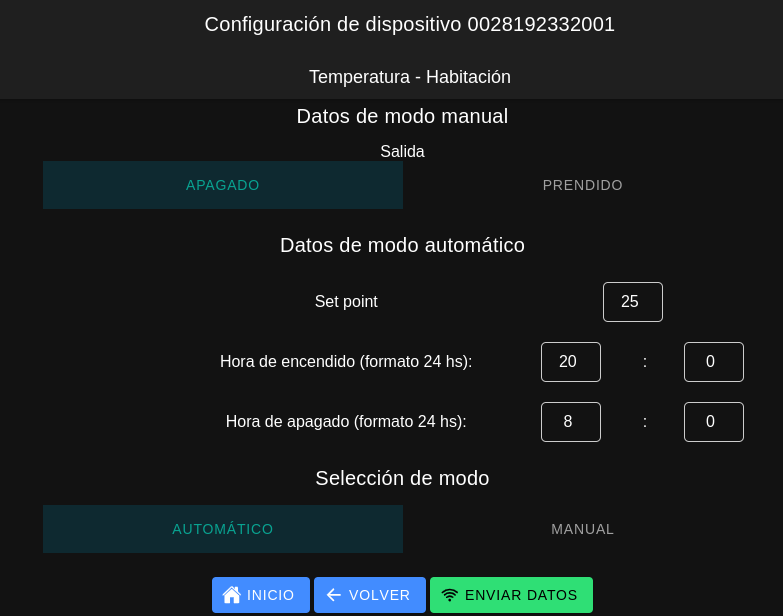 Configuración de dispositivo 0028192332001
Temperatura - Habitación
Datos de modo manual
Salida
APAGADO PRENDIDO
Datos de modo automático
Set point 25
Hora de encendido (formato 24 hs): 20 : 0
Hora de apagado (formato 24 hs): 8 : 0
Selección de modo
AUTOMÁTICO MANUAL
INICIO VOLVER ENVIAR DATOS